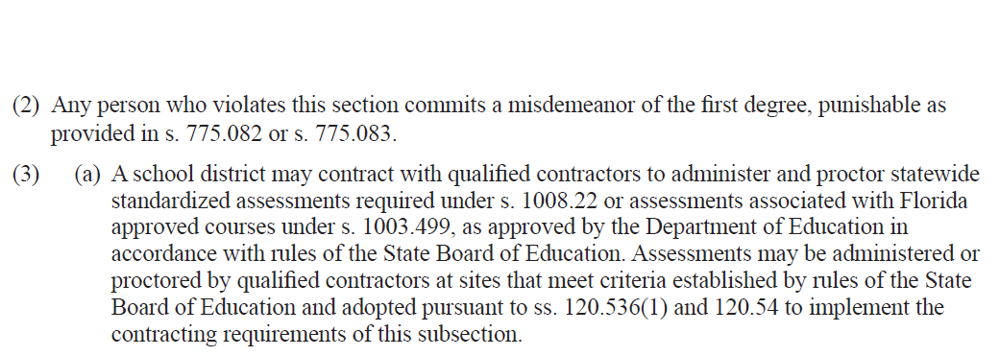 (2) Any person who violates this section commits a misdemeanor of the first degree, punishable as
provided in s. 775.082 or s. 775.083.
(3) (a) A school district may contract with qualified contractors to administer and proctor statewide
standardized assessments required under s. 1008.22 or assessments associated with Florida
approved courses under s. 1003.499, as approved by the Department of Education in
accordance with rules of the State Board of Education. Assessments may be administered or
proctored by qualified contractors at sites that meet criteria established by rules of the State
Board of Education and adopted pursuant to ss. 120.536(1) and 120.54 to implement the
contracting requirements of this subsection.